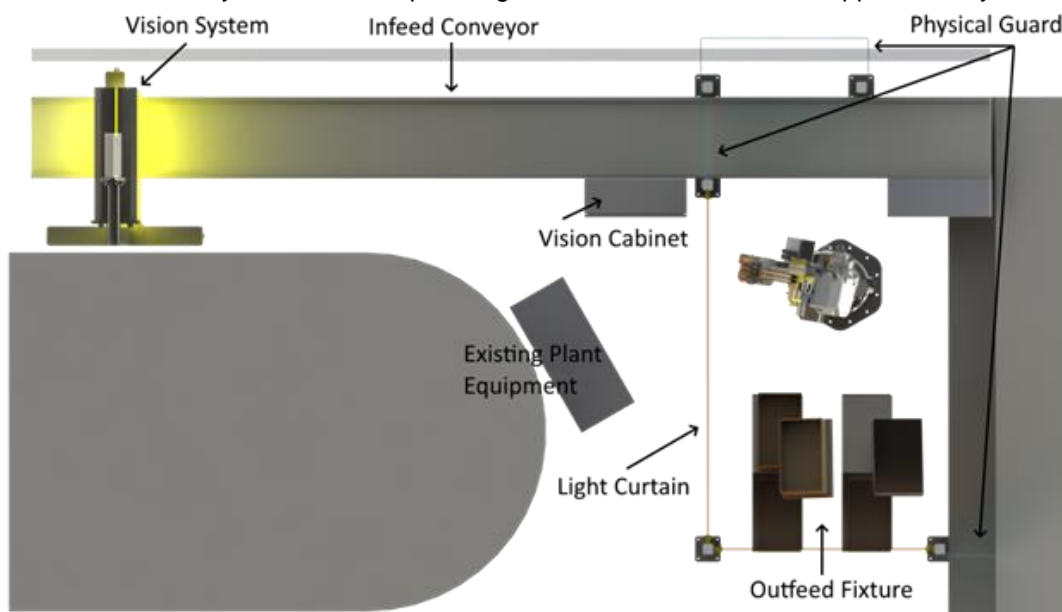 Vision System
Infeed Conveyor
Physical Guard
Vision Cabinet
Existing Plant
Equipment
Light Curtain
Outfeed Fixture